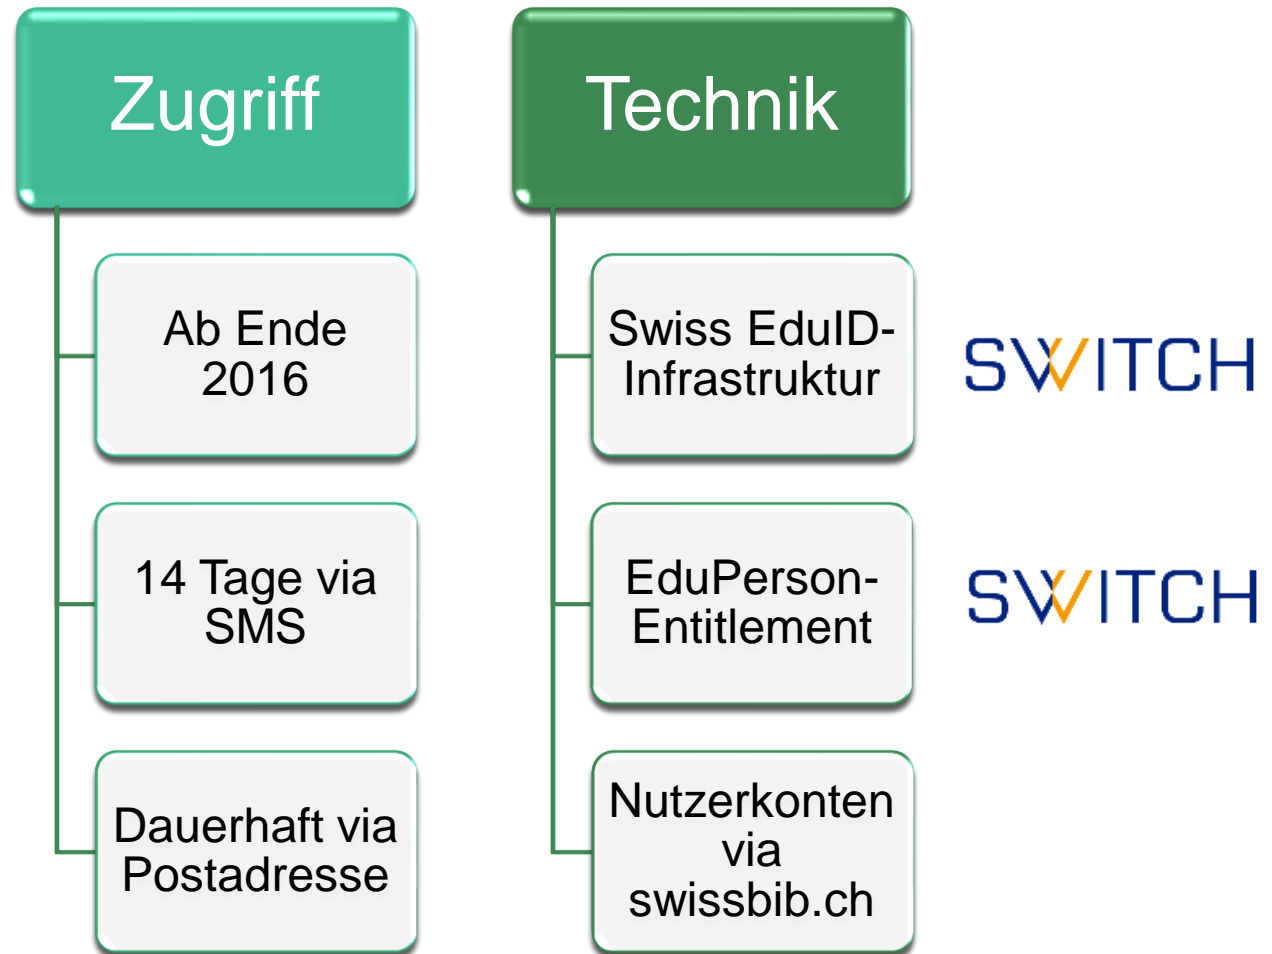 Zugriff
Ab Ende
2016
14 Tage via
SMS
Dauerhaft via
Postadresse
Technik
Swiss EduID-
Infrastruktur
SWITCH
EduPerson-
Entitlement
SWITCH
Nutzerkonten
via
swissbib.ch